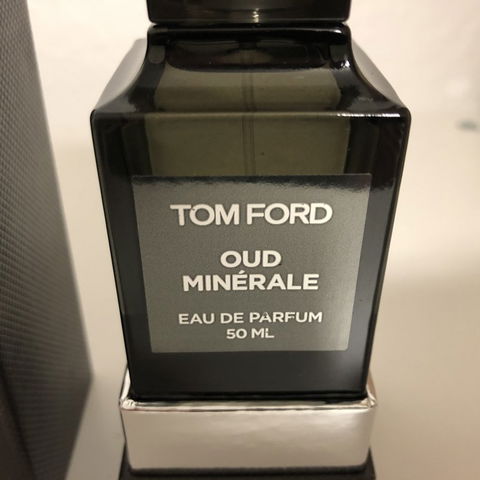 TOM FORD
OUD
MINÉRALE
EAU DE PARFUM
50 ML